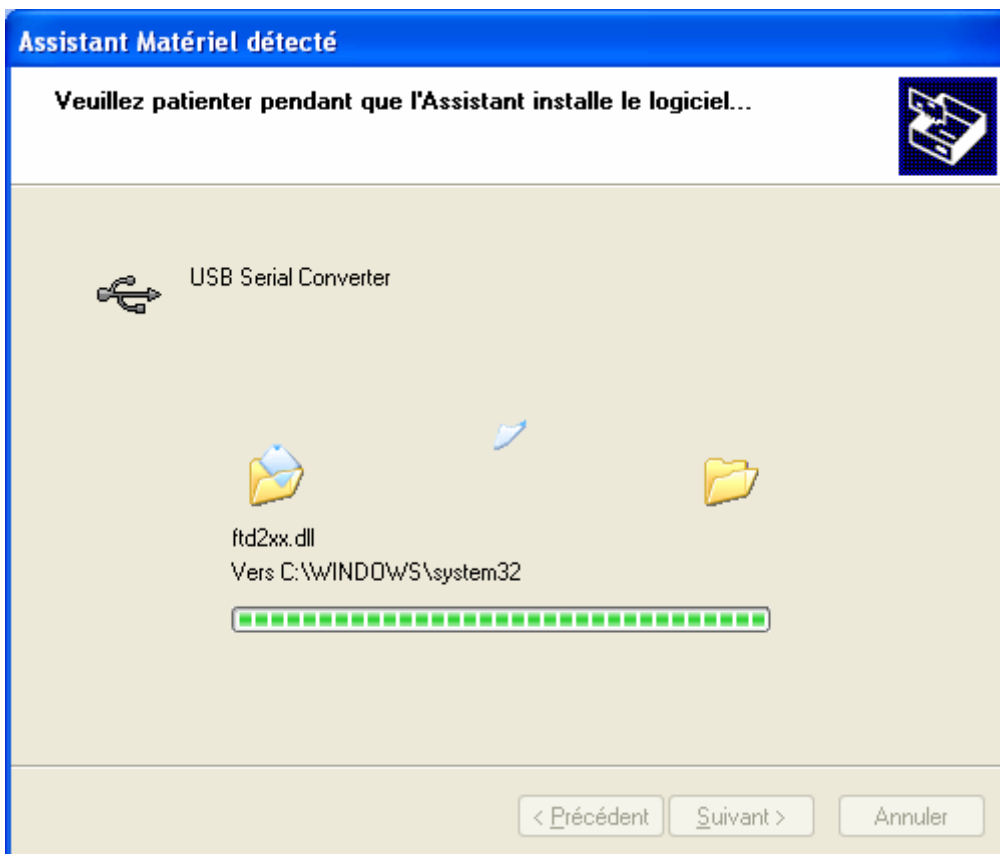 Assistant Matériel détecté
Veuillez patienter pendant que l'Assistant installe le logiciel...
USB Serial Converter
ftd2xx.dll
Vers C:\WINDOWS\system32
< Précédent Suivant > Annuler